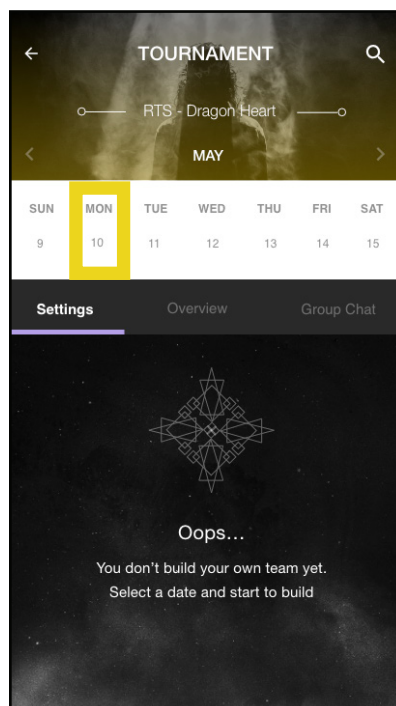 TOURNAMENT
RTS - Dragon Heart
MAY
SUN MON TUE WED THU FRI SAT
9 10 11 12 13 14 15
Settings Overview Group Chat
Oops...
You don't build your own team yet.
Select a date and start to build